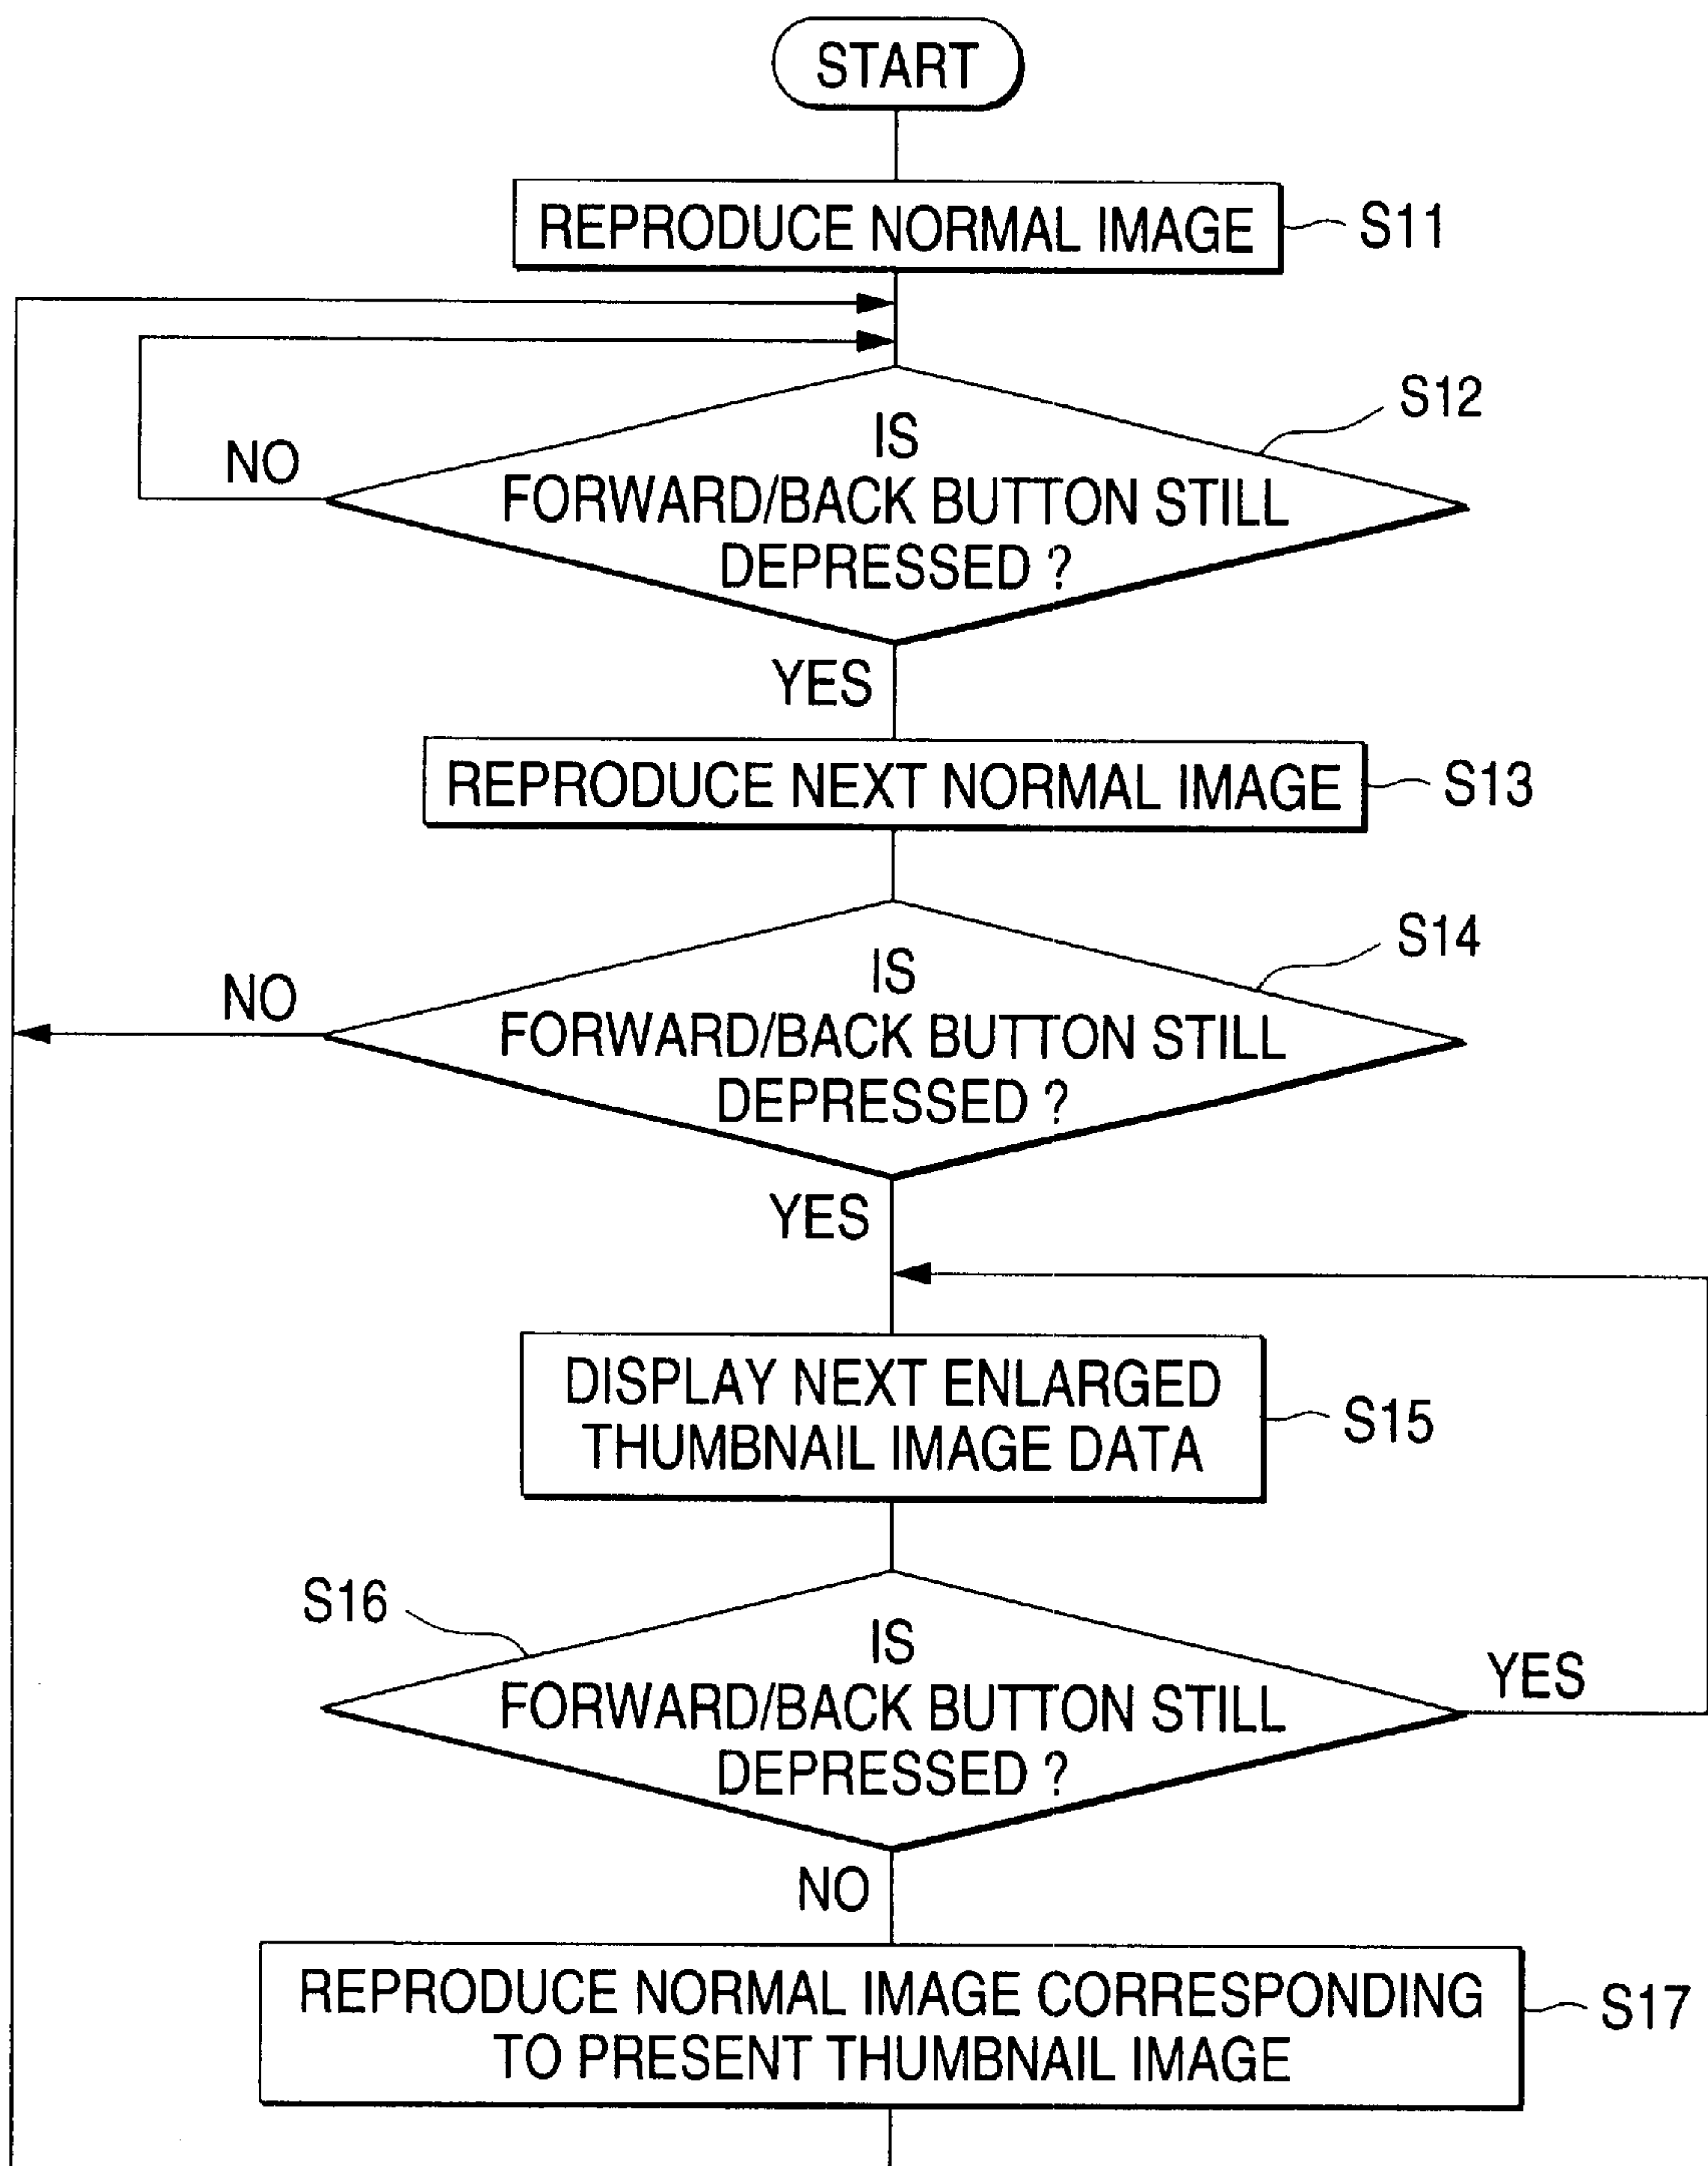 START
REPRODUCE NORMAL IMAGE
S11
S12
IS
FORWARD/BACK BUTTON STILL
DEPRESSED ?
NO
YES
REPRODUCE NEXT NORMAL IMAGE
S13
S14
IS
FORWARD/BACK BUTTON STILL
DEPRESSED ?
NO
YES
DISPLAY NEXT ENLARGED
THUMBNAIL IMAGE DATA
S15
S16
IS
FORWARD/BACK BUTTON STILL
DEPRESSED ?
YES
NO
REPRODUCE NORMAL IMAGE CORRESPONDING
TO PRESENT THUMBNAIL IMAGE
S17